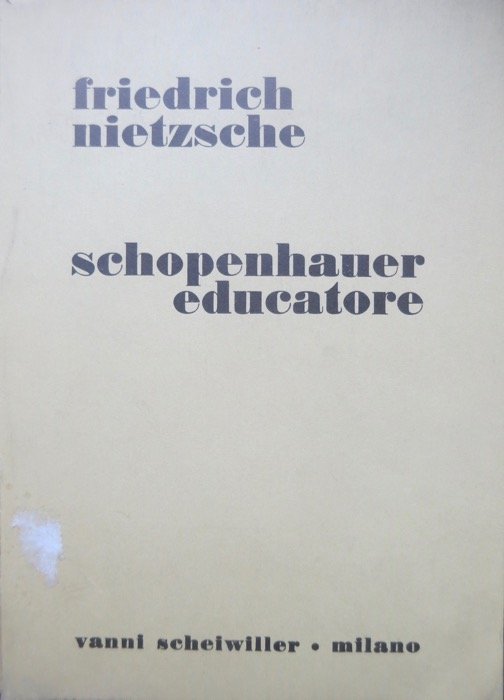 friedrich
nietzsche
schopenhauer
educatore
vanni scheiwiller • milano